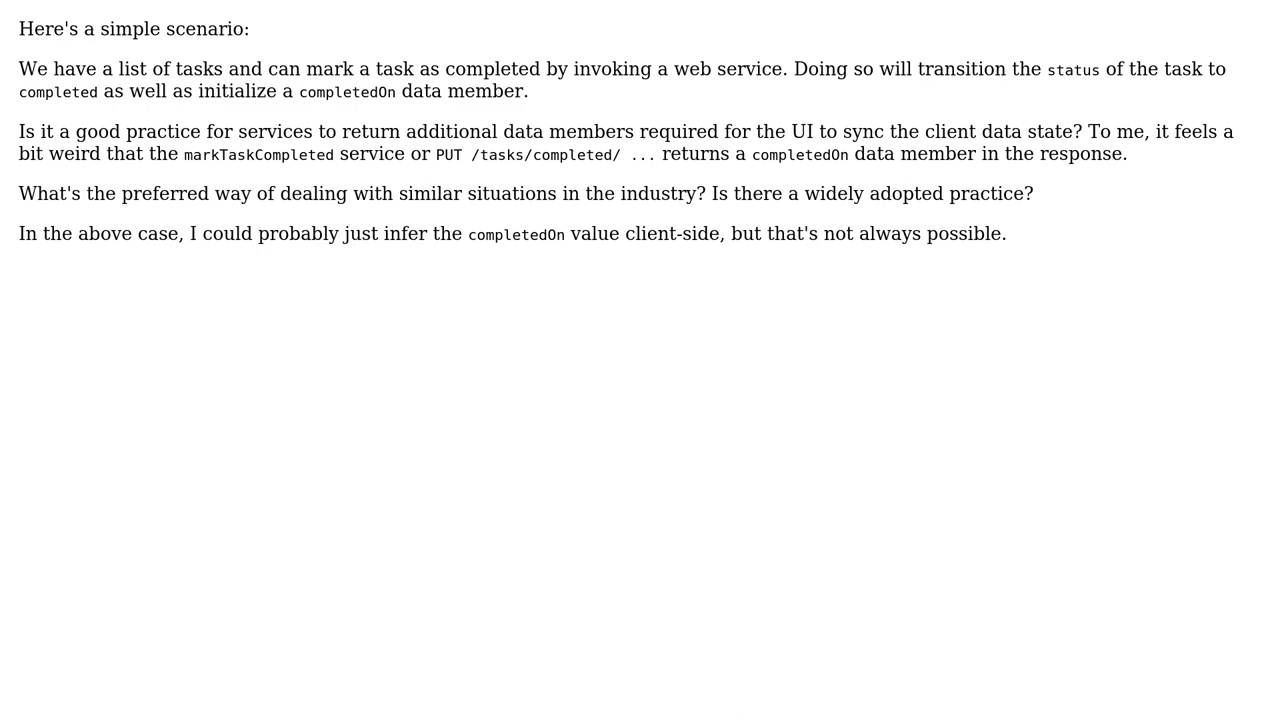 Here's a simple scenario:
We have a list of tasks and can mark a task as completed by invoking a web service. Doing so will transition the status of the task to
completed as well as initialize a completedOn data member.
Is it a good practice for services to return additional data members required for the UI to sync the client data state? To me, it feels a
bit weird that the markTaskCompleted service or PUT /tasks/completed/ ... returns a completedOn data member in the response.
What's the preferred way of dealing with similar situations in the industry? Is there a widely adopted practice?
In the above case, I could probably just infer the completedOn value client-side, but that's not always possible.